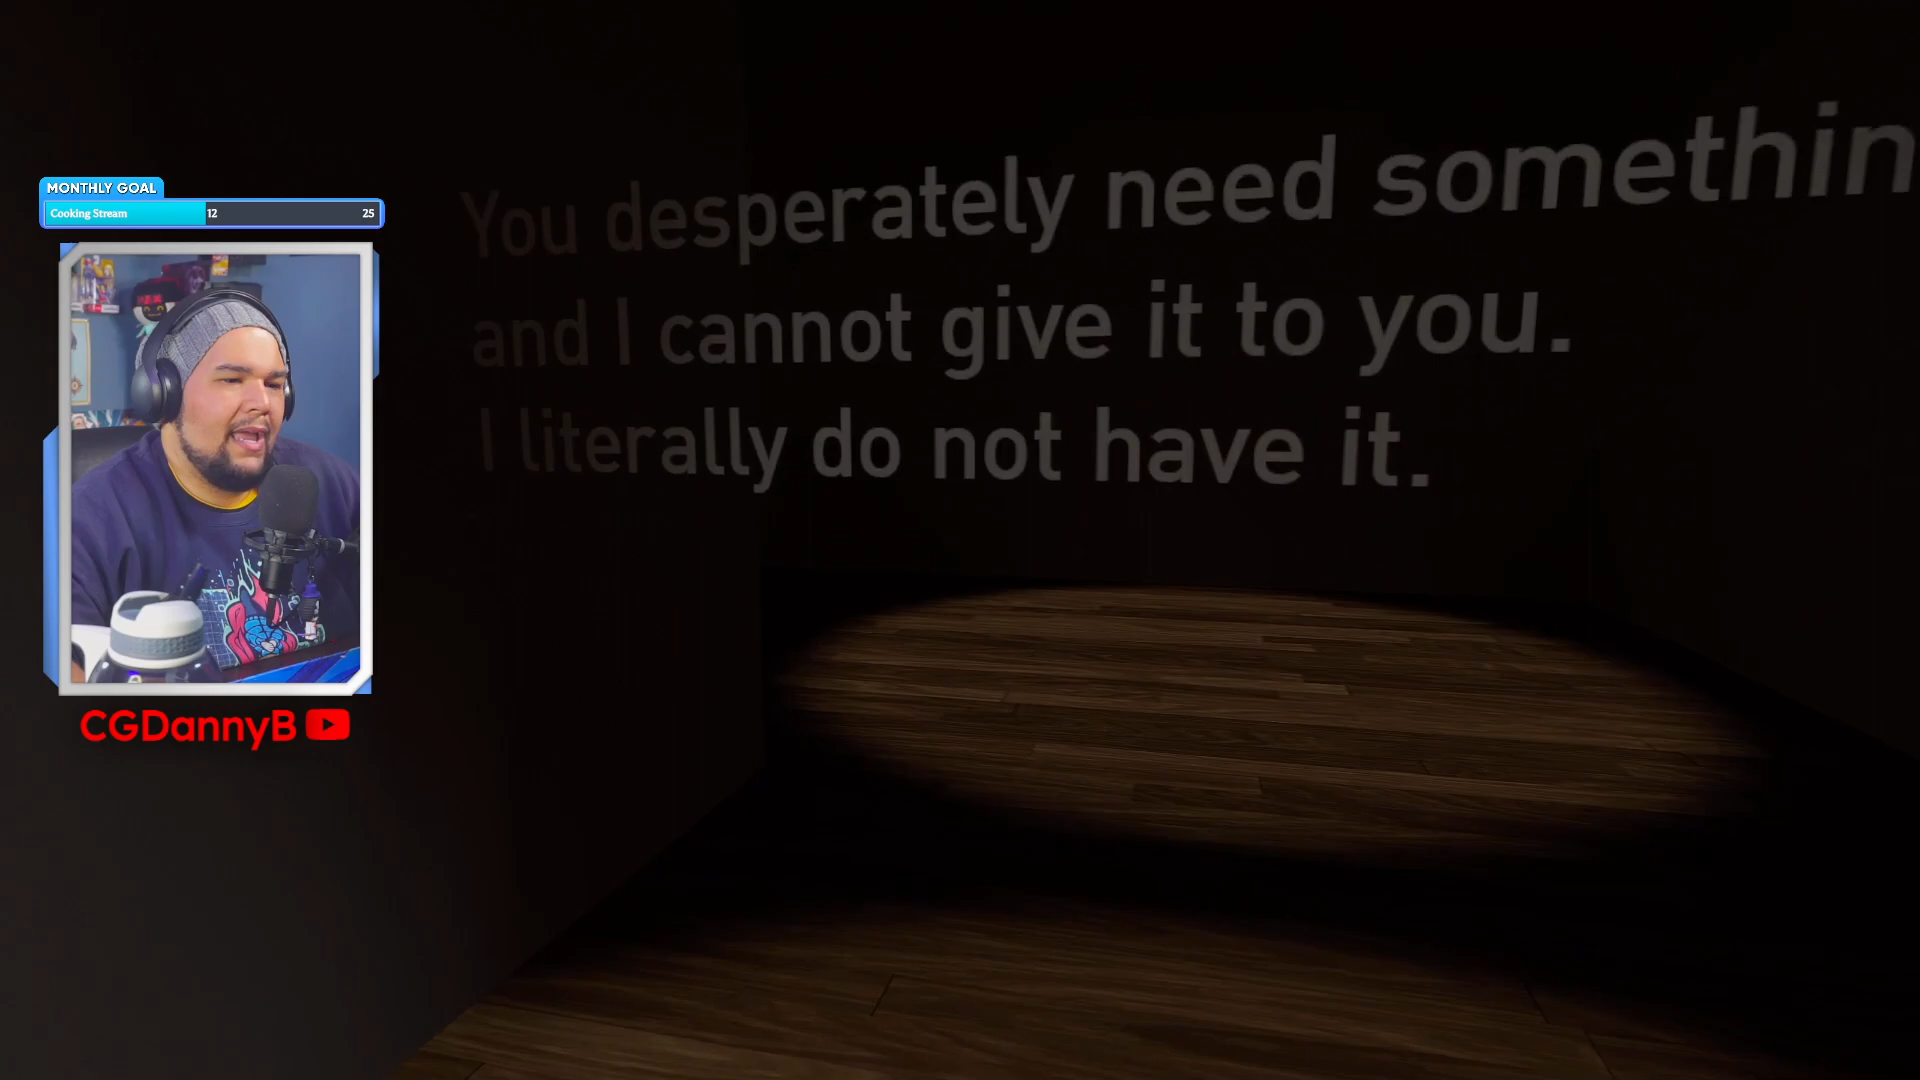 MONTHLY GOAL
Cooking Stream 12 25
You desperately need somethin
and I cannot give it to you.
I literally do not have it.
CGDannyB